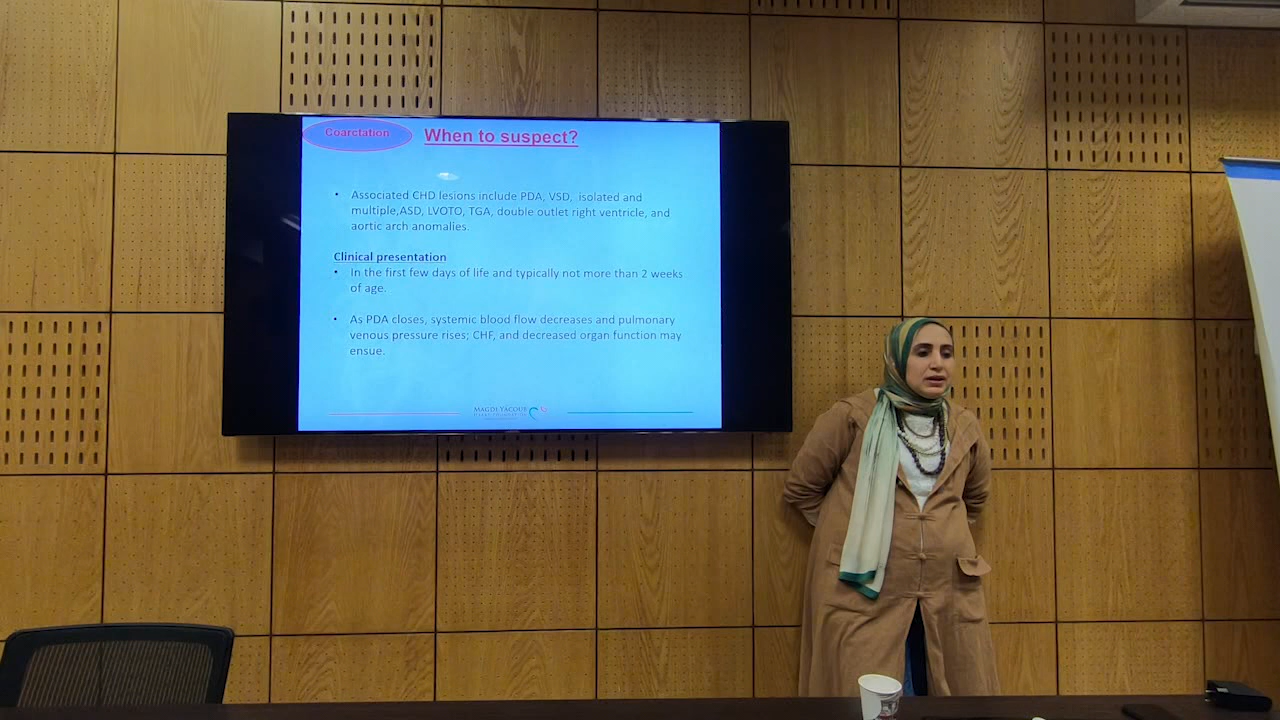 Coarctation
When to suspect?
• Associated CHD lesions include PDA, VSD, isolated and
multiple,ASD, LVOTO, TGA, double outlet right ventricle, and
aortic arch anomalies.
Clinical presentation
• In the first few days of life and typically not more than 2 weeks
of age.
• As PDA closes, systemic blood flow decreases and pulmonary
venous pressure rises; CHF, and decreased organ function may
ensue.
MAGDI YACOUB